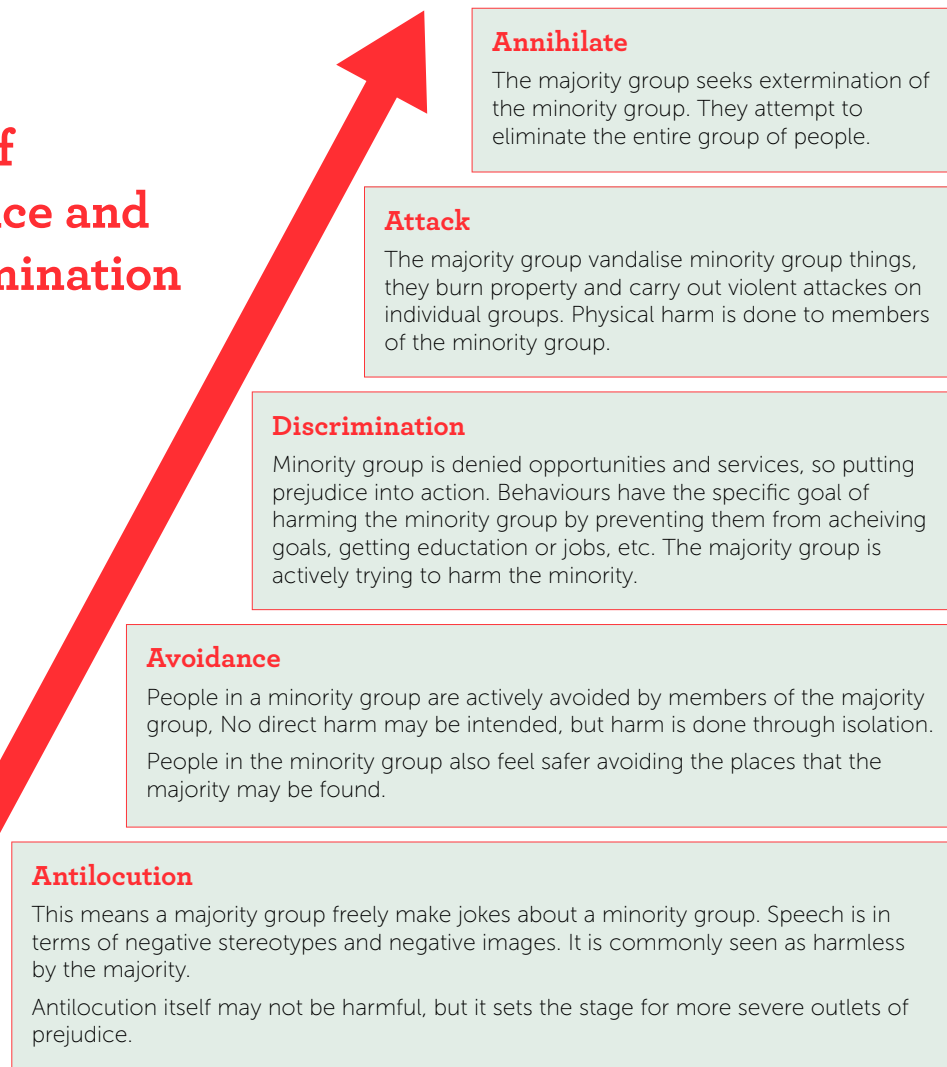 f
ce and
mination
Annihilate
The majority group seeks extermination of
the minority group. They attempt to
eliminate the entire group of people.
Attack
The majority group vandalise minority group things,
they burn property and carry out violent attackes on
individual groups. Physical harm is done to members
of the minority group.
Discrimination
Minority group is denied opportunities and services, so putting
prejudice into action. Behaviours have the specific goal of
harming the minority group by preventing them from acheiving
goals, getting eductation or jobs, etc. The majority group is
actively trying to harm the minority.
Avoidance
People in a minority group are actively avoided by members of the majority
group, No direct harm may be intended, but harm is done through isolation.
People in the minority group also feel safer avoiding the places that the
majority may be found.
Antilocution
This means a majority group freely make jokes about a minority group. Speech is in
terms of negative stereotypes and negative images. It is commonly seen as harmless
by the majority.
Antilocution itself may not be harmful, but it sets the stage for more severe outlets of
prejudice.